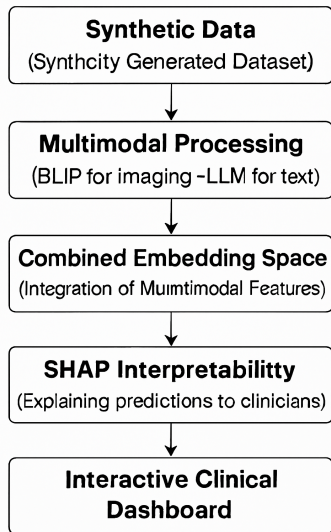 Synthetic Data
(Synthcity Generated Dataset)
Multimodal Processing
(BLIP for imaging -LLM for text)
Combined Embedding Space
(Integration of Muımtimodal Features)
SHAP Interpretabilitty
(Explaining predictions to clinicians)
Interactive Clinical
Dashboard